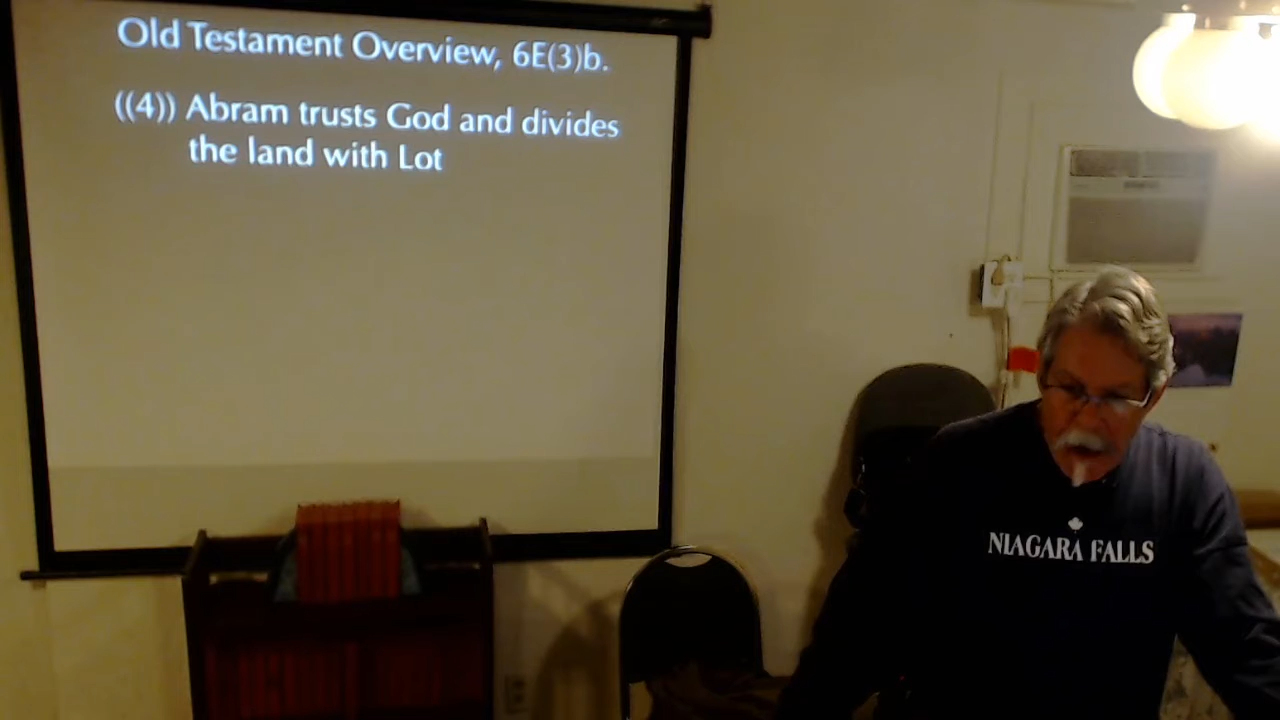 Old Testament Overview, 6E(3)b.
((4)) Abram trusts God and divides
the land with Lot
NIAGARA FALLS